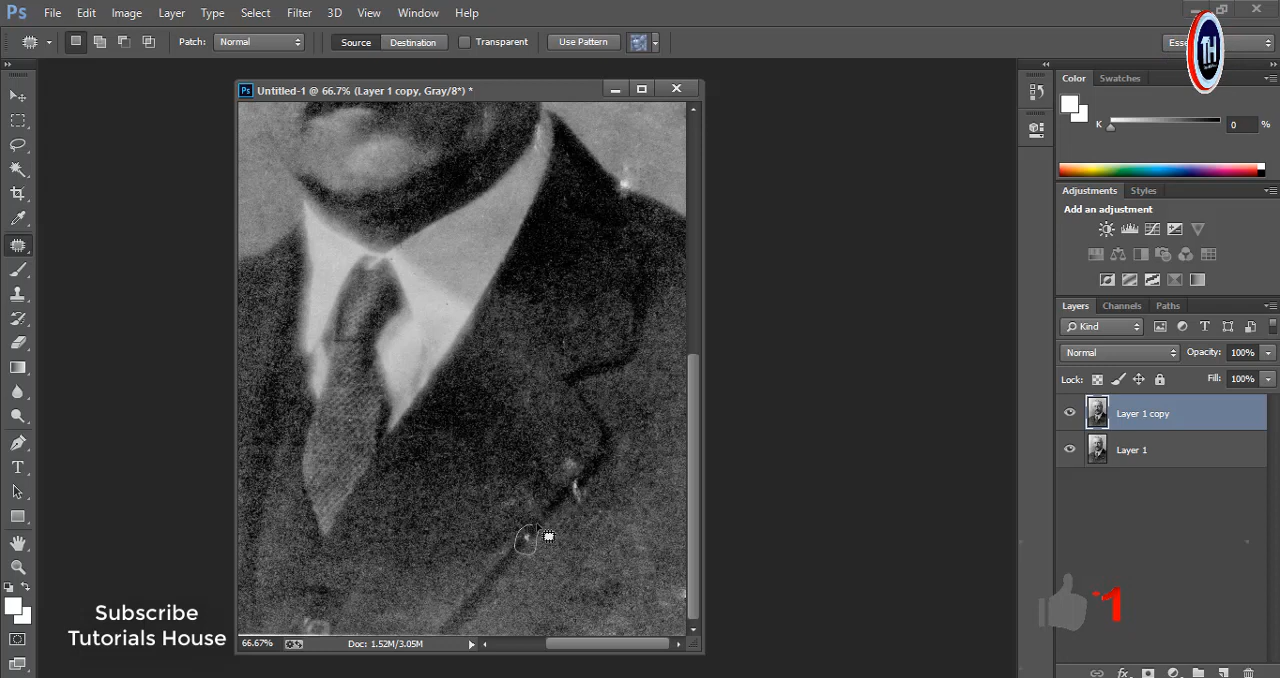 Ps File Edit Image Layer Type Select Filter 3D View Window Help
Patch: Normal Source Destination Transparent Use Pattern
TH
Untitled-1 @ 66.7% (Layer 1 copy, Gray/8*) *
Color Swatches
K 0 %
Adjustments Styles
Add an adjustment
Layers Channels Paths
Kind
Normal Opacity: 100%
Lock: Fill: 100%
Layer 1 copy
Layer 1
Subscribe
Tutorials House
1
66.67% Doc: 1.52M/3.05M